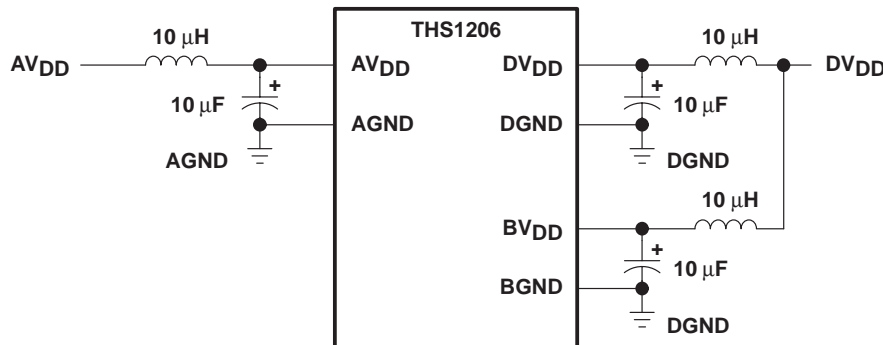 THS1206
10 μH
10 μH
AVDD
AVDD
DVDD
DVDD
+
+
10 μF
10 μF
AGND
DGND
AGND
DGND
10 μH
BVDD
+
10 μF
BGND
DGND